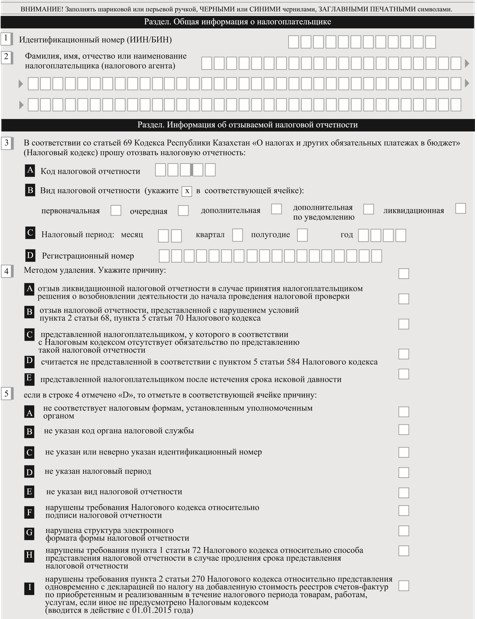 ВНИМАНИЕ! Заполнять шариковой или перьевой ручкой, ЧЕРНЫМИ или СИНИМИ чернилами, ЗАГЛАВНЫМИ ПЕЧАТНЫМИ символами.
Раздел. Общая информация о налогоплательщике
1 Идентификационный номер (ИИН/БИН)
2 Фамилия, имя, отчество или наименование
налогоплательщика (налогового агента)
Раздел. Информация об отзываемой налоговой отчетности
3 В соответствии со статьей 69 Кодекса Республики Казахстан «О налогах и других обязательных платежах в бюджет»
(Налоговый кодекс) прошу отозвать налоговую отчетность:
A Код налоговой отчетности
B Вид налоговой отчетности (укажите x в соответствующей ячейке):
первоначальная очередная дополнительная дополнительная по уведомлению ликвидационная
C Налоговый период: месяц квартал полугодие год
D Регистрационный номер
4 Методом удаления. Укажите причину:
A отзыв ликвидационной налоговой отчетности в случае принятия налогоплательщиком
решения о возобновлении деятельности до начала проведения налоговой проверки
B отзыв налоговой отчетности, представленной с нарушением условий
пункта 2 статьи 68, пункта 5 статьи 70 Налогового кодекса
C представленной налогоплательщиком, у которого в соответствии
с Налоговым кодексом отсутствует обязательство по представлению
такой налоговой отчетности
D считается не представленной в соответствии с пунктом 5 статьи 584 Налогового кодекса
E представленной налогоплательщиком после истечения срока исковой давности
5 если в строке 4 отмечено «D», то отметьте в соответствующей ячейке причину:
A не соответствует налоговым формам, установленным уполномоченным
органом
B не указан код органа налоговой службы
C не указан или неверно указан идентификационный номер
D не указан налоговый период
E не указан вид налоговой отчетности
F нарушены требования Налогового кодекса относительно
подписи налоговой отчетности
G нарушена структура электронного
формата формы налоговой отчетности
H нарушены требования пункта 1 статьи 72 Налогового кодекса относительно способа
представления налоговой отчетности в случае продления срока представления
налоговой отчетности
I нарушены требования пункта 2 статьи 270 Налогового кодекса относительно представления
одновременно с декларацией по налогу на добавленную стоимость реестров счетов-фактур
по приобретенным и реализованным в течение налогового периода товарам, работам,
услугам, если иное не предусмотрено Налоговым кодексом
(вводится в действие с 01.01.2015 года)